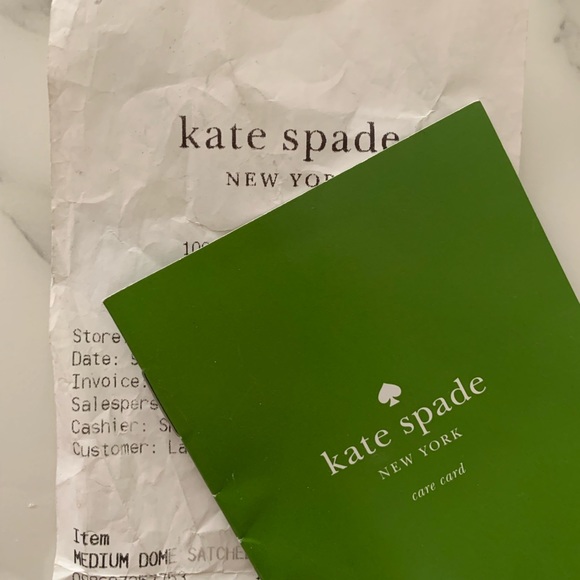 kate spade
NEW YOR
Store
Date:
Invoice:
Salespers
Cashier:
Customer: La
Item
MEDIUM DOME SATCHE
kate spade
NEW YORK
care card